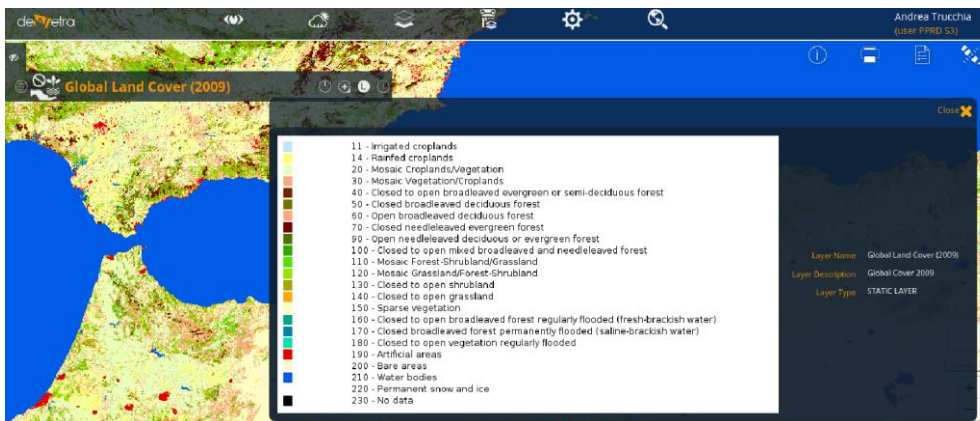 dewetra
Andrea Trucchia
(user PPRD S3)
Global Land Cover (2009)
L
Close
11 - Irrigated croplands
14 - Rainfed croplands
20 - Mosaic Croplands/Vegetation
30 - Mosaic Vegetation/Croplands
40 - Closed to open broadleaved evergreen or semi-deciduous forest
50 - Closed broadleaved deciduous forest
60 - Open broadleaved deciduous forest
70 - Closed needleleaved evergreen forest
90 - Open needleleaved deciduous or evergreen forest
100 - Closed to open mixed broadleaved and needleleaved forest
110 - Mosaic Forest-Shrubland/Grassland
120 - Mosaic Grassland/Forest-Shrubland
130 - Closed to open shrubland
140 - Closed to open grassland
150 - Sparse vegetation
160 - Closed to open broadleaved forest regularly flooded (fresh-brackish water)
170 - Closed broadleaved forest permanently flooded (saline-brackish water)
180 - Closed to open vegetation regularly flooded
190 - Artificial areas
200 - Bare areas
210 - Water bodies
220 - Permanent snow and ice
230 - No data
Layer Name Global Land Cover (2009)
Layer Description Global Cover 2009
Layer Type STATIC LAYER